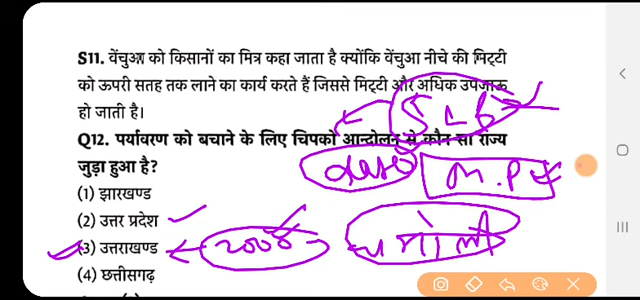 S11. वेंचुआ को किसानों का मित्र कहा जाता है क्योंकि वेंचुआ नीचे की मिट्टी
को ऊपरी सतह तक लाने का कार्य करते हैं जिससे मिट्टी और अधिक उपजाऊ
हो जाती है।
Q12. पर्यावरण को बचाने के लिए चिपको आन्दोलन से कौन सा राज्य
जुड़ा हुआ है?
M.P
(1) झारखण्ड
(2) उत्तर प्रदेश
(3) उत्तराखण्ड
चमोली
(4) छत्तीसगढ़